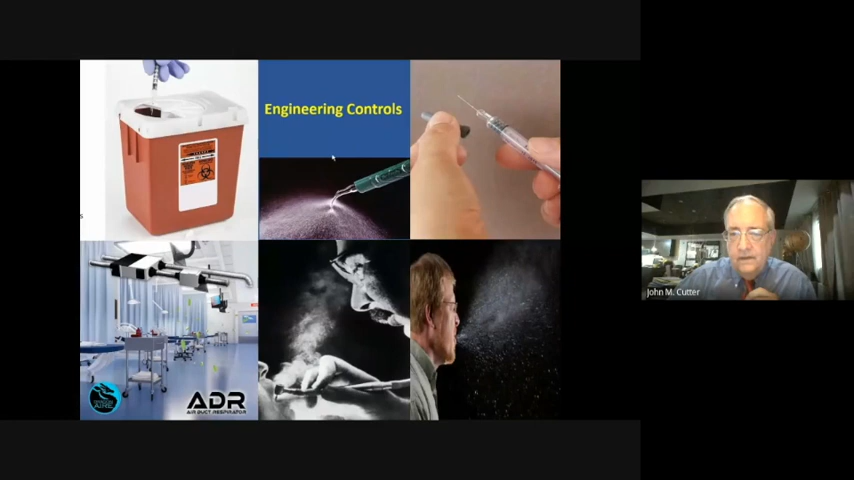 Engineering Controls
s
ADR
AIR DUCT RESPIRATOR
John M. Cutter